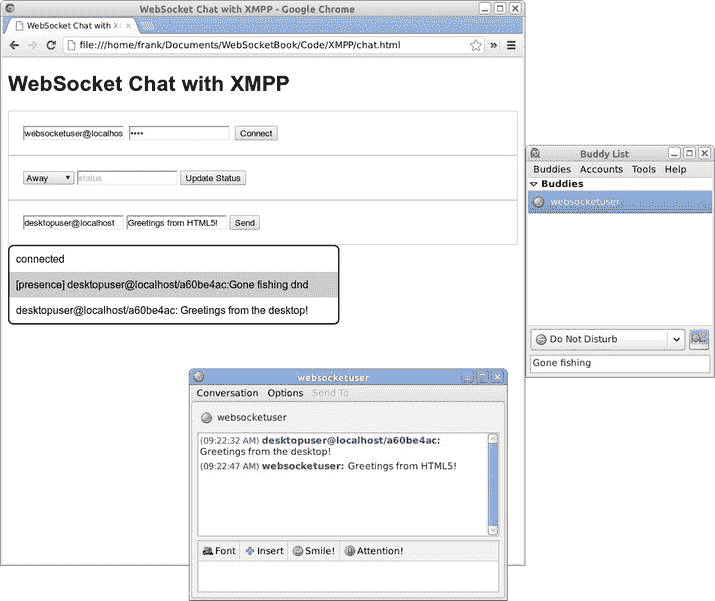 WebSocket Chat with XMPP - Google Chrome
WebSocket Chat with XM
file:///home/frank/Documents/WebSocketBook/Code/XMPP/chat.html
WebSocket Chat with XMPP
websocketuser@localhos •••• Connect
Away status Update Status
desktopuser@localhost Greetings from HTML5! Send
connected
[presence] desktopuser@localhost/a60be4ac:Gone fishing dnd
desktopuser@localhost/a60be4ac: Greetings from the desktop!
Buddy List
Buddies Accounts Tools Help
Buddies
websocketuser
Do Not Disturb
Gone fishing
websocketuser
Conversation Options Send To
websocketuser
(09:22:32 AM) desktopuser@localhost/a60be4ac:
Greetings from the desktop!
(09:22:47 AM) websocketuser: Greetings from HTML5!
Font Insert Smile! Attention!